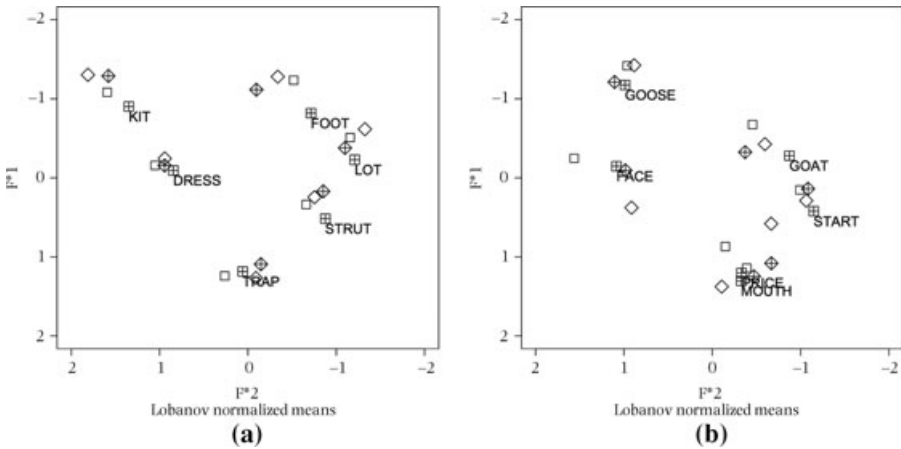 −2
−1
0
1
2
F*1
KIT
FOOT
LOT
DRESS
STRUT
TRAP
2 1 0 −1 −2
F*2
Lobanov normalized means
(a)
−2
−1
0
1
2
F*1
GOOSE
GOAT
FACE
START
PRICE
MOUTH
2 1 0 −1 −2
F*2
Lobanov normalized means
(b)